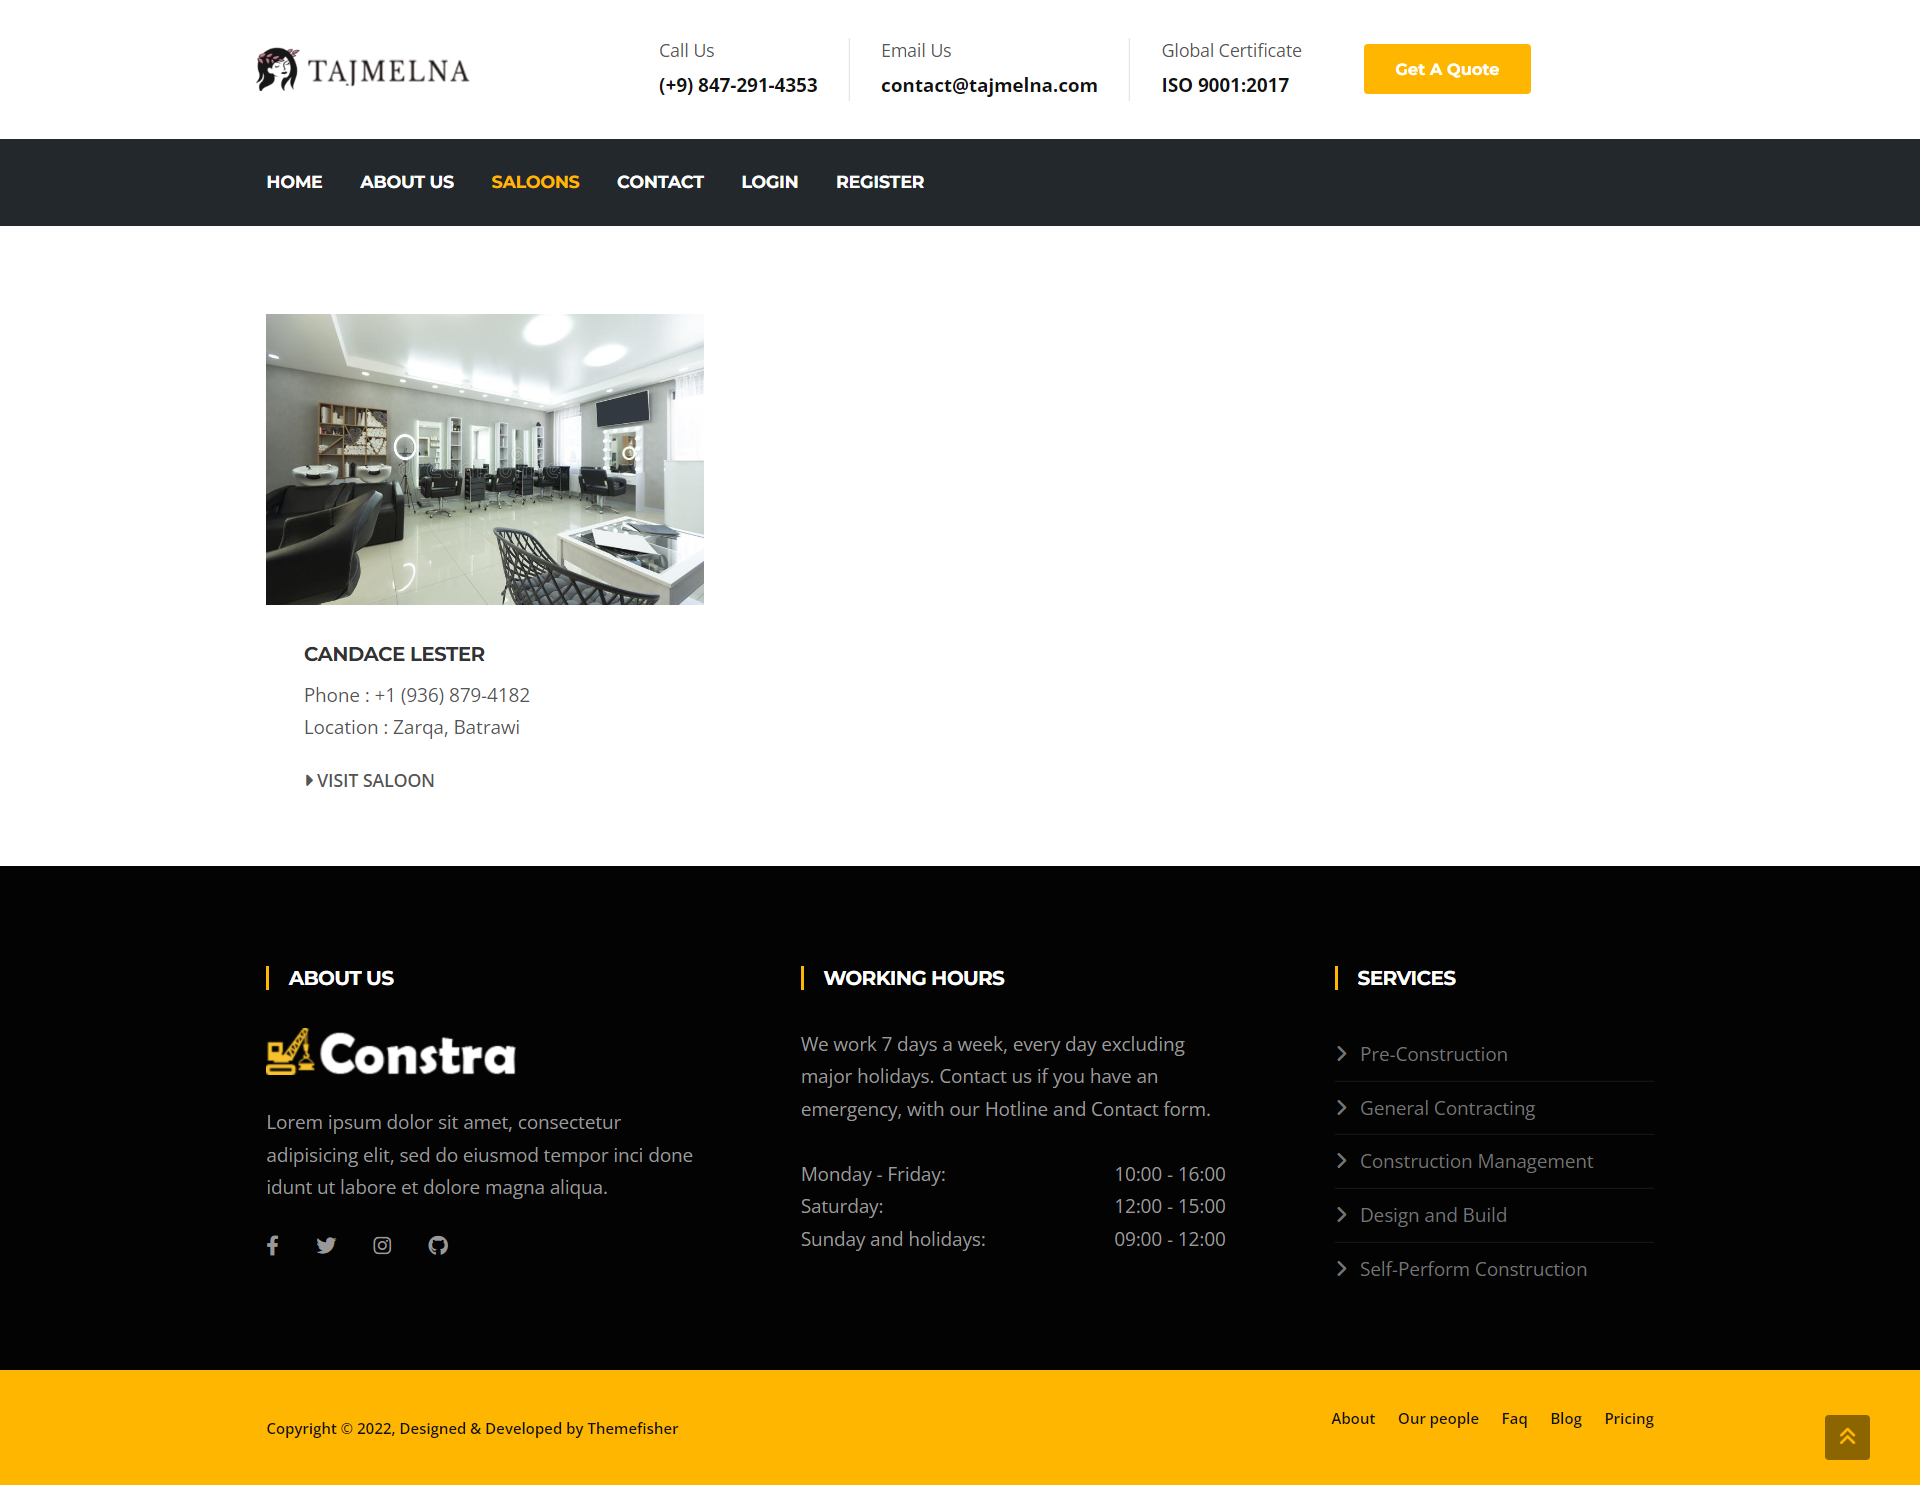 TAJMELNA
Call Us
(+9) 847-291-4353
Email Us
contact@tajmelna.com
Global Certificate
ISO 9001:2017
Get A Quote
HOME ABOUT US SALOONS CONTACT LOGIN REGISTER
CANDACE LESTER
Phone : +1 (936) 879-4182
Location : Zarqa, Batrawi
VISIT SALOON
ABOUT US
Constra
Lorem ipsum dolor sit amet, consectetur
adipisicing elit, sed do eiusmod tempor inci done
idunt ut labore et dolore magna aliqua.
WORKING HOURS
We work 7 days a week, every day excluding
major holidays. Contact us if you have an
emergency, with our Hotline and Contact form.
Monday - Friday: 10:00 - 16:00
Saturday: 12:00 - 15:00
Sunday and holidays: 09:00 - 12:00
SERVICES
Pre-Construction
General Contracting
Construction Management
Design and Build
Self-Perform Construction
Copyright © 2022, Designed & Developed by Themefisher
About Our people Faq Blog Pricing